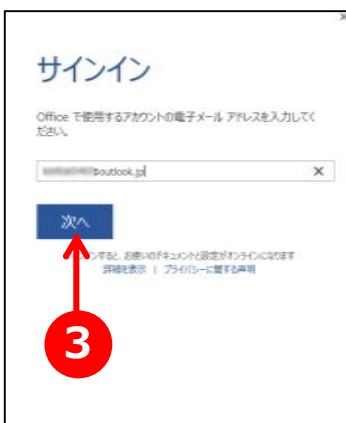 ×
サインイン
Office で使用するアカウントの電子メール アドレスを入力してく
ださい。
outlook.jp ×
次へ
ンすると、お使いのドキュメントと設定がオンラインになります
詳細を表示 | プライバシーに関する声明
3